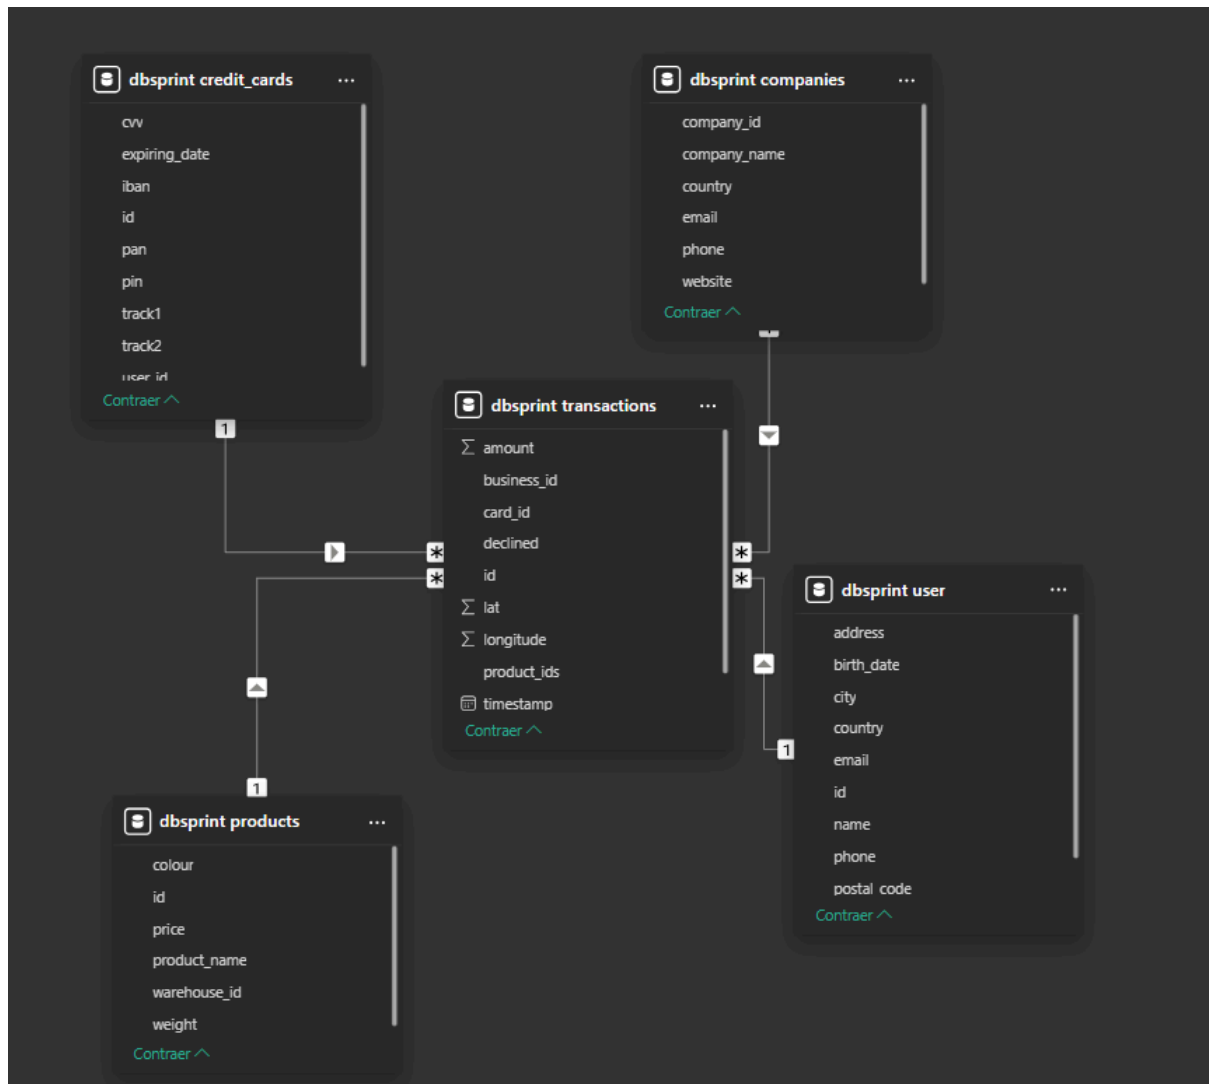 dbsprint credit_cards ...
cvv
expiring_date
iban
id
pan
pin
track1
track2
user_id
Contraer
1
dbsprint companies ...
company_id
company_name
country
email
phone
website
Contraer
dbsprint transactions ...
Σ amount
business_id
card_id
declined
id
Σ lat
Σ longitude
product_ids
timestamp
Contraer
*
*
*
*
dbsprint user ...
address
birth_date
city
country
email
id
name
phone
postal_code
Contraer
1
1
dbsprint products ...
colour
id
price
product_name
warehouse_id
weight
Contraer